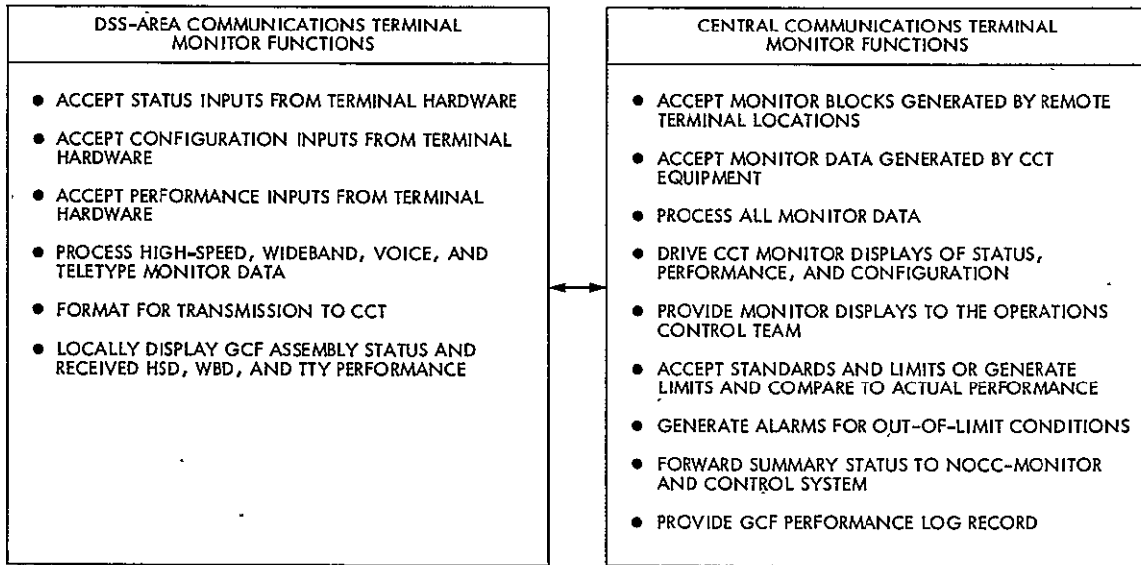 DSS-AREA COMMUNICATIONS TERMINAL
MONITOR FUNCTIONS
● ACCEPT STATUS INPUTS FROM TERMINAL HARDWARE
● ACCEPT CONFIGURATION INPUTS FROM TERMINAL
HARDWARE
● ACCEPT PERFORMANCE INPUTS FROM TERMINAL
HARDWARE
● PROCESS HIGH-SPEED, WIDEBAND, VOICE, AND
TELETYPE MONITOR DATA
● FORMAT FOR TRANSMISSION TO CCT
● LOCALLY DISPLAY GCF ASSEMBLY STATUS AND
RECEIVED HSD, WBD, AND TTY PERFORMANCE
CENTRAL COMMUNICATIONS TERMINAL
MONITOR FUNCTIONS
● ACCEPT MONITOR BLOCKS GENERATED BY REMOTE
TERMINAL LOCATIONS
● ACCEPT MONITOR DATA GENERATED BY CCT
EQUIPMENT
● PROCESS ALL MONITOR DATA
● DRIVE CCT MONITOR DISPLAYS OF STATUS,
PERFORMANCE, AND CONFIGURATION
● PROVIDE MONITOR DISPLAYS TO THE OPERATIONS
CONTROL TEAM
● ACCEPT STANDARDS AND LIMITS OR GENERATE
LIMITS AND COMPARE TO ACTUAL PERFORMANCE
● GENERATE ALARMS FOR OUT-OF-LIMIT CONDITIONS
● FORWARD SUMMARY STATUS TO NOCC-MONITOR
AND CONTROL SYSTEM
● PROVIDE GCF PERFORMANCE LOG RECORD